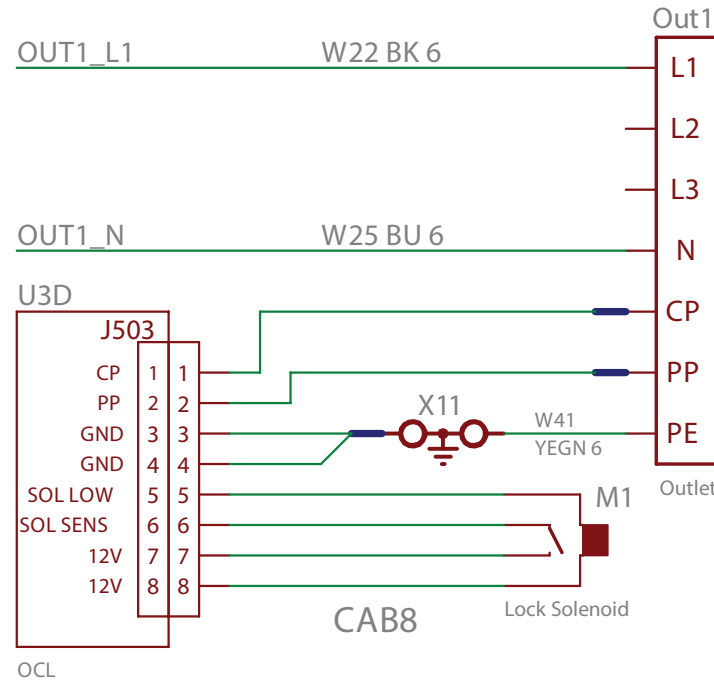 Out1
OUT1_L1 W22 BK 6 L1
L2
L3
OUT1_N W25 BU 6 N
U3D
J503 CP
CP 1 1
PP
PP 2 2
X11
GND 3 3 W41 PE
YEGN 6
GND 4 4
SOL LOW 5 5 M1 Outlet
SOL SENS 6 6
12V 7 7
12V 8 8
CAB8 Lock Solenoid
OCL